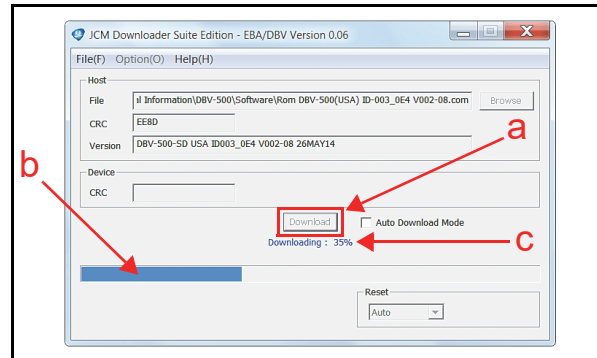 JCM Downloader Suite Edition - EBA/DBV Version 0.06
File(F) Option(O) Help(H)
Host
File ıl Information\DBV-500\Software\Rom DBV-500(USA) ID-003_0E4 V002-08.com Browse
CRC EE8D
Version DBV-500-SD USA ID003_0E4 V002-08 26MAY14
a
b
Device
CRC
Download Auto Download Mode
Downloading : 35%
c
Reset
Auto